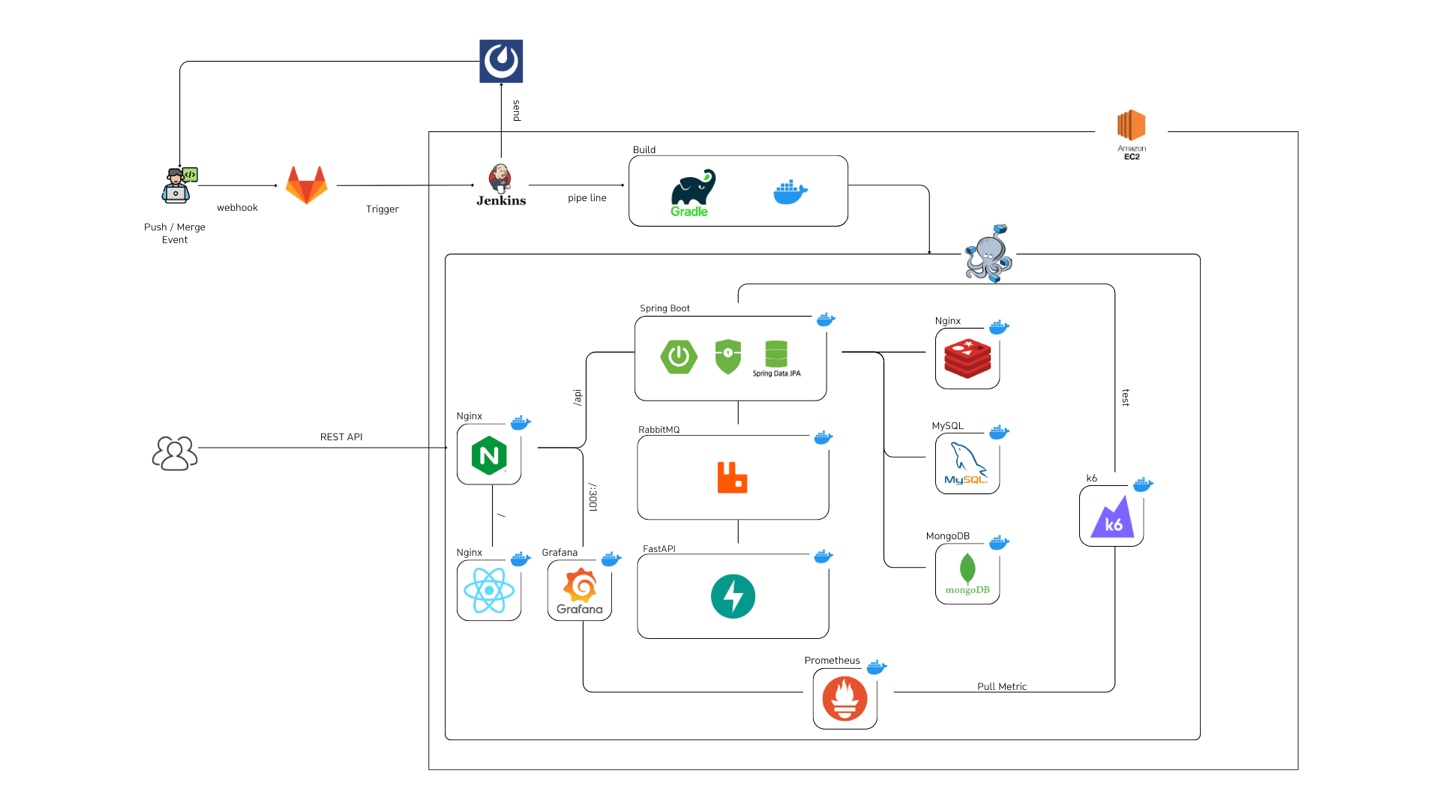 send
Amazon
EC2
Build
Gradle
Jenkins
webhook
Trigger
pipe line
Push / Merge
Event
Spring Boot
Spring Data JPA
Nginx
/api
test
REST API
Nginx
N
RabbitMQ
MySQL
MySQL
k6
k6
/
/:3001
Nginx
Grafana
Grafana
FastAPI
MongoDB
mongoDB
Prometheus
Pull Metric